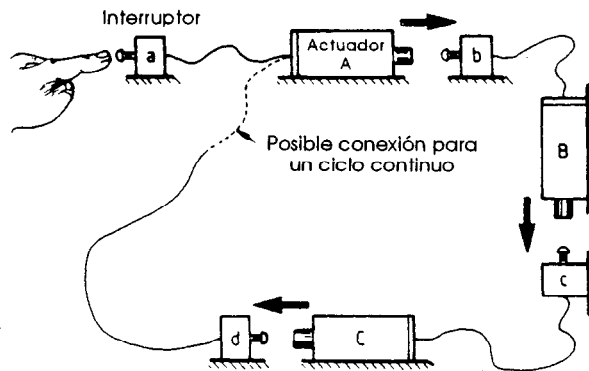 Interruptor
a
Actuador
A
b
B
Posible conexión para
un ciclo continuo
c
d
C